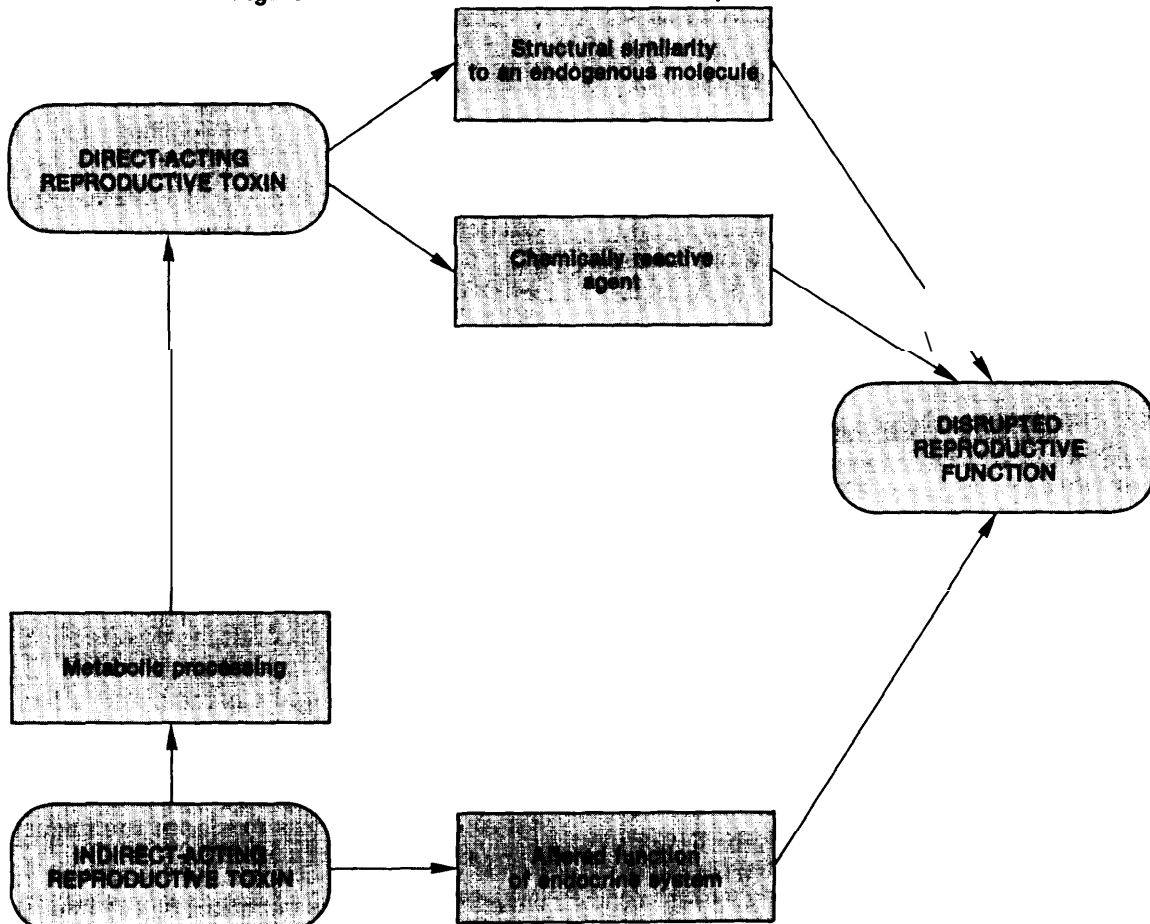 Structural similarity
to an endogenous molecule
DIRECT-ACTING
REPRODUCTIVE TOXIN
Chemically reactive
agent
DISRUPTED
REPRODUCTIVE
FUNCTION
Metabolic processing
INDIRECT-ACTING
REPRODUCTIVE TOXIN
Altered function
of endocrine system